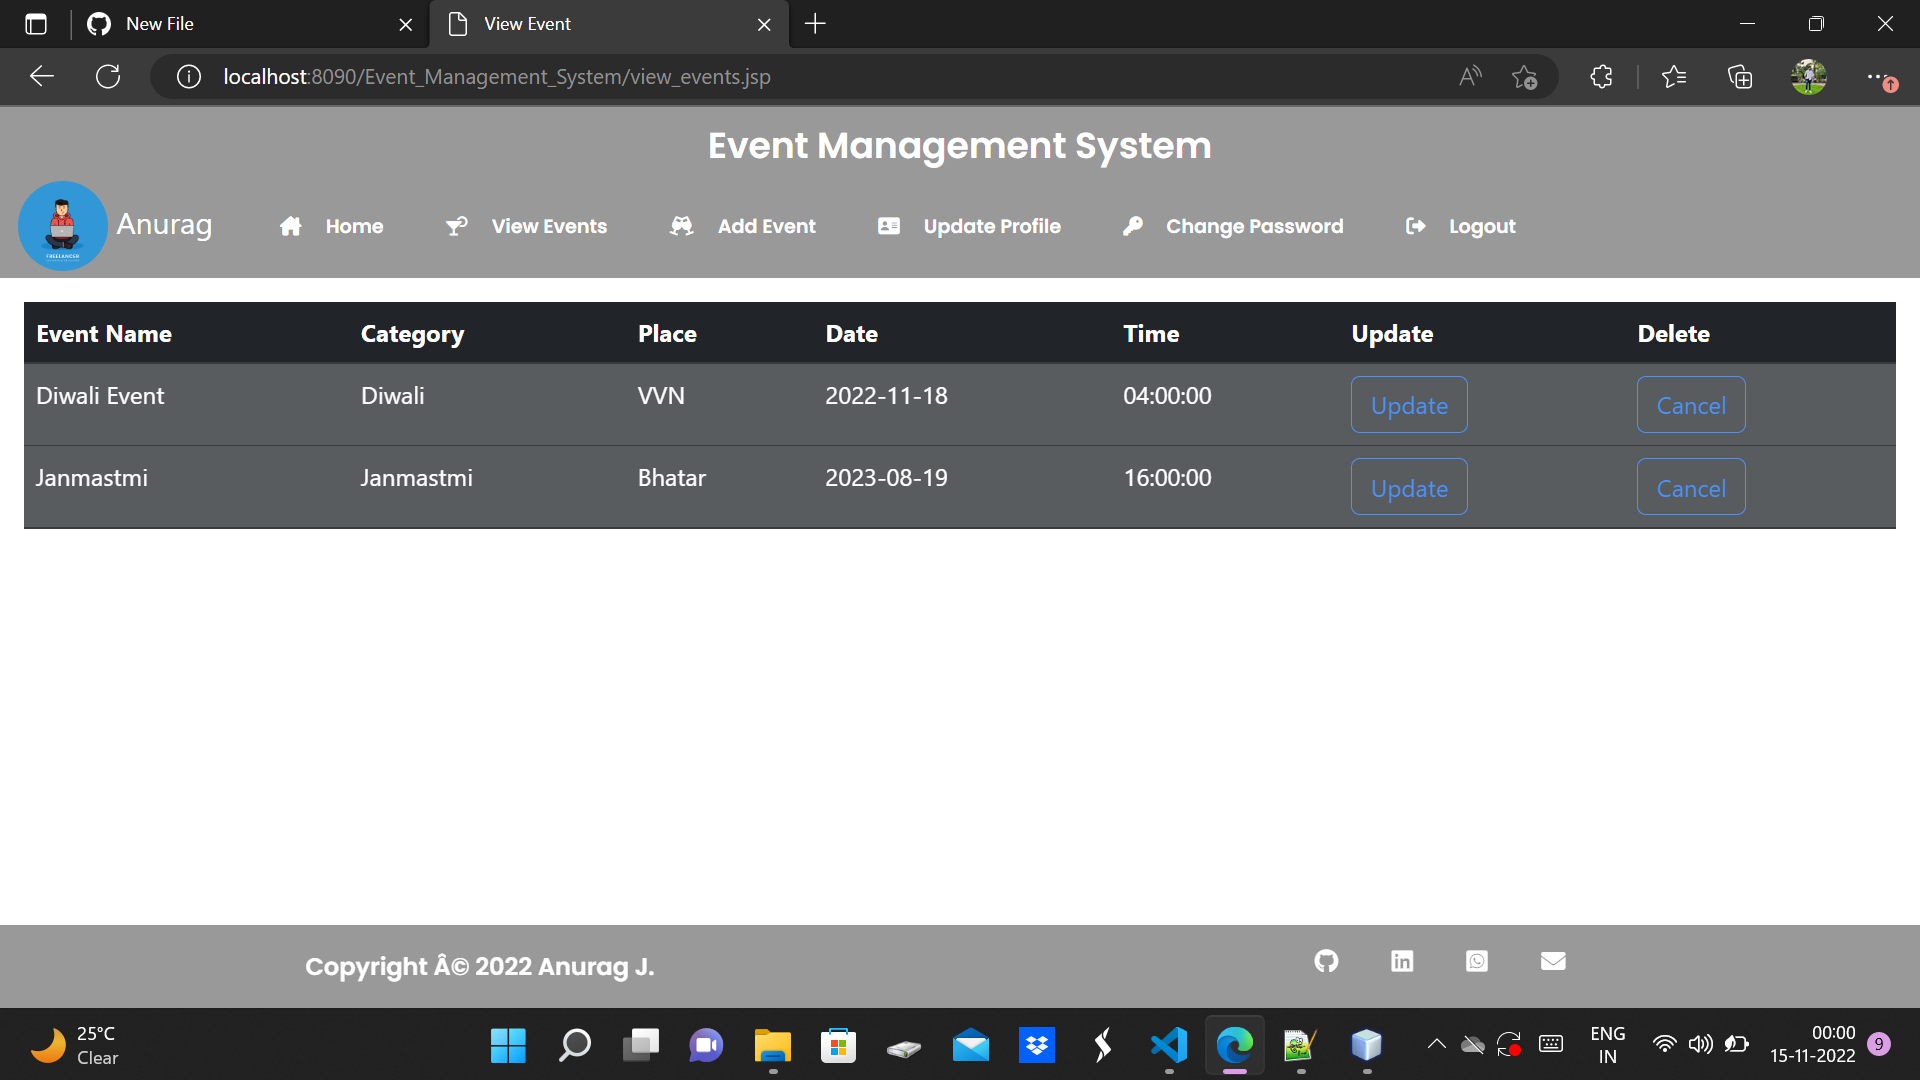 New File
View Event
localhost:8090/Event_Management_System/view_events.jsp
Event Management System
Anurag
Home
View Events
Add Event
Update Profile
Change Password
Logout
Event Name Category Place Date Time Update Delete
Diwali Event Diwali VVN 2022-11-18 04:00:00 Update Cancel
Janmastmi Janmastmi Bhatar 2023-08-19 16:00:00 Update Cancel
Copyright Â© 2022 Anurag J.
25°C
Clear
ENG
IN
00:00
15-11-2022
9